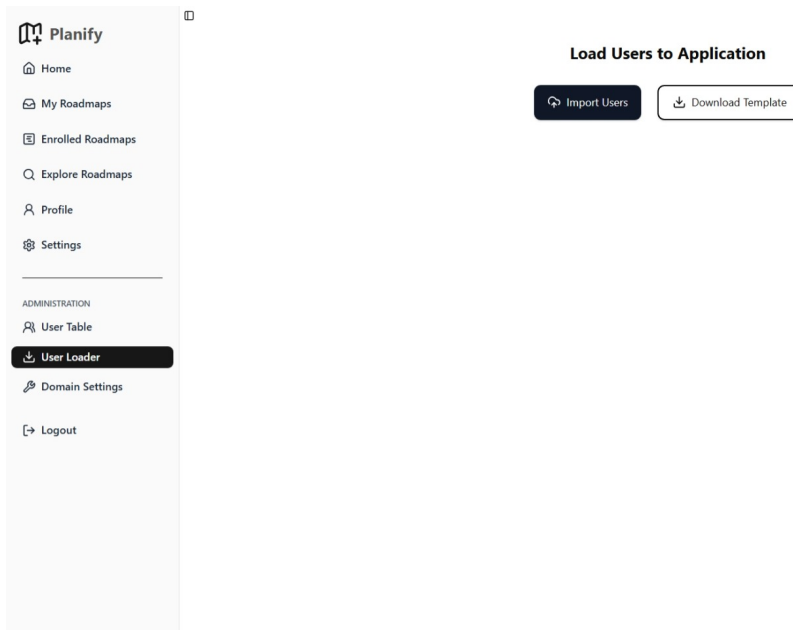 Planify
Home
My Roadmaps
Enrolled Roadmaps
Explore Roadmaps
Profile
Settings
ADMINISTRATION
User Table
User Loader
Domain Settings
Logout
Load Users to Application
Import Users
Download Template